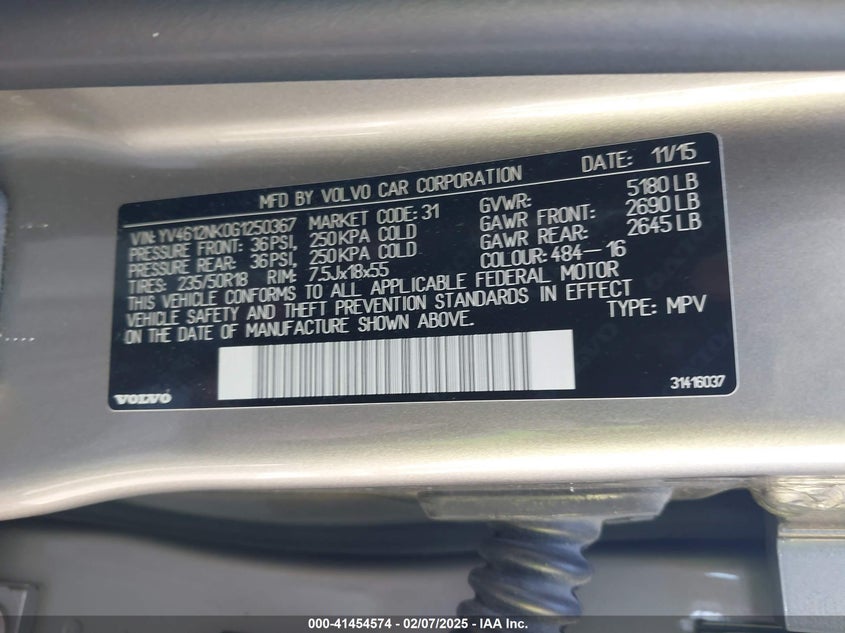 MFD BY VOLVO CAR CORPORATION DATE: 11/15
VIN: YV4612NK0G1250367 MARKET CODE: 31 GVWR: 5180 LB
PRESSURE FRONT: 36PSI, 250KPA COLD GAWR FRONT: 2690 LB
PRESSURE REAR: 36PSI, 250KPA COLD GAWR REAR: 2645 LB
TIRES: 235/50R18 RIM: 7.5Jx18x55 COLOUR: 484-16
THIS VEHICLE CONFORMS TO ALL APPLICABLE FEDERAL MOTOR
VEHICLE SAFETY AND THEFT PREVENTION STANDARDS IN EFFECT
ON THE DATE OF MANUFACTURE SHOWN ABOVE. TYPE: MPV
VOLVO 31416037
000-41454574 - 02/07/2025 - IAA Inc.